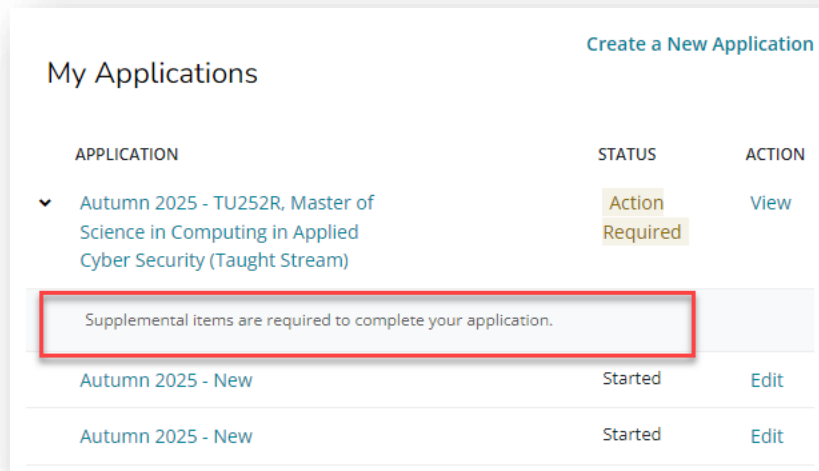 Create a New Application
My Applications
APPLICATION STATUS ACTION
Autumn 2025 - TU252R, Master of Action View
Science in Computing in Applied Required
Cyber Security (Taught Stream)
Supplemental items are required to complete your application.
Autumn 2025 - New Started Edit
Autumn 2025 - New Started Edit